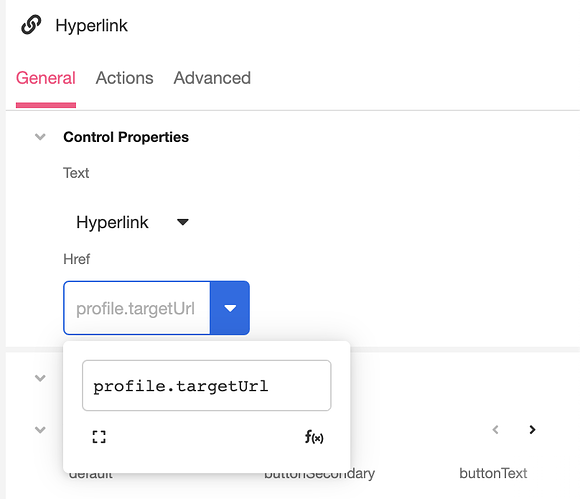 Hyperlink
General Actions Advanced
Control Properties
Text
Hyperlink
Href
profile.targetUrl
profile.targetUrl
f(x)
default buttonSecondary buttonText